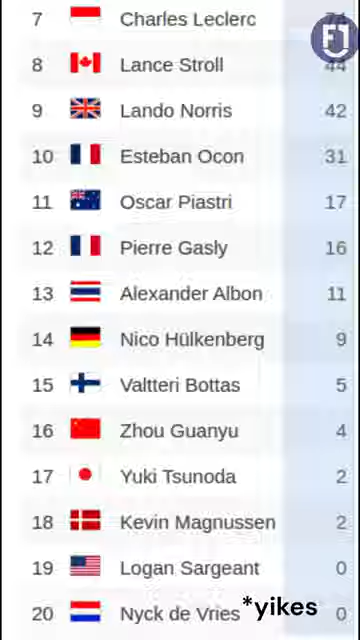 7 Charles Leclerc 74
8 Lance Stroll 44
9 Lando Norris 42
10 Esteban Ocon 31
11 Oscar Piastri 17
12 Pierre Gasly 16
13 Alexander Albon 11
14 Nico Hülkenberg 9
15 Valtteri Bottas 5
16 Zhou Guanyu 4
17 Yuki Tsunoda 2
18 Kevin Magnussen 2
19 Logan Sargeant 0
20 Nyck de Vries 0
*yikes